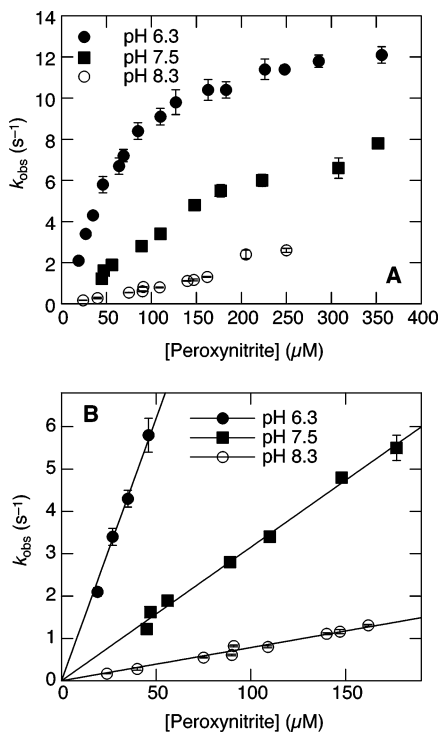 14
12
10
8
6
4
2
0
k_obs (s⁻¹)
pH 6.3
pH 7.5
pH 8.3
A
0 50 100 150 200 250 300 350 400
[Peroxynitrite] (μM)
B
6
5
4
3
2
1
0
k_obs (s⁻¹)
pH 6.3
pH 7.5
pH 8.3
0 50 100 150
[Peroxynitrite] (μM)